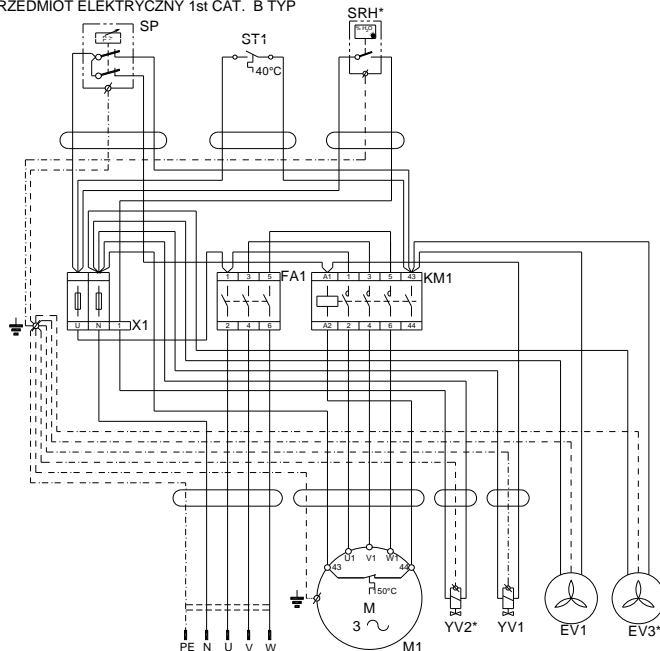 RZEDMIOT ELEKTRYCZNY 1st CAT. B TYP
SP
ST1
SRH*
% H2O
40°C
1 3 5
FA1
A1 1 3 5 43
KM1
U N 1
X1
2 4 6
A2 2 4 6 44
U1 V1 W1
43 44
150°C
M
3
M1
YV2*
YV1
EV1
EV3*
PE N U V W